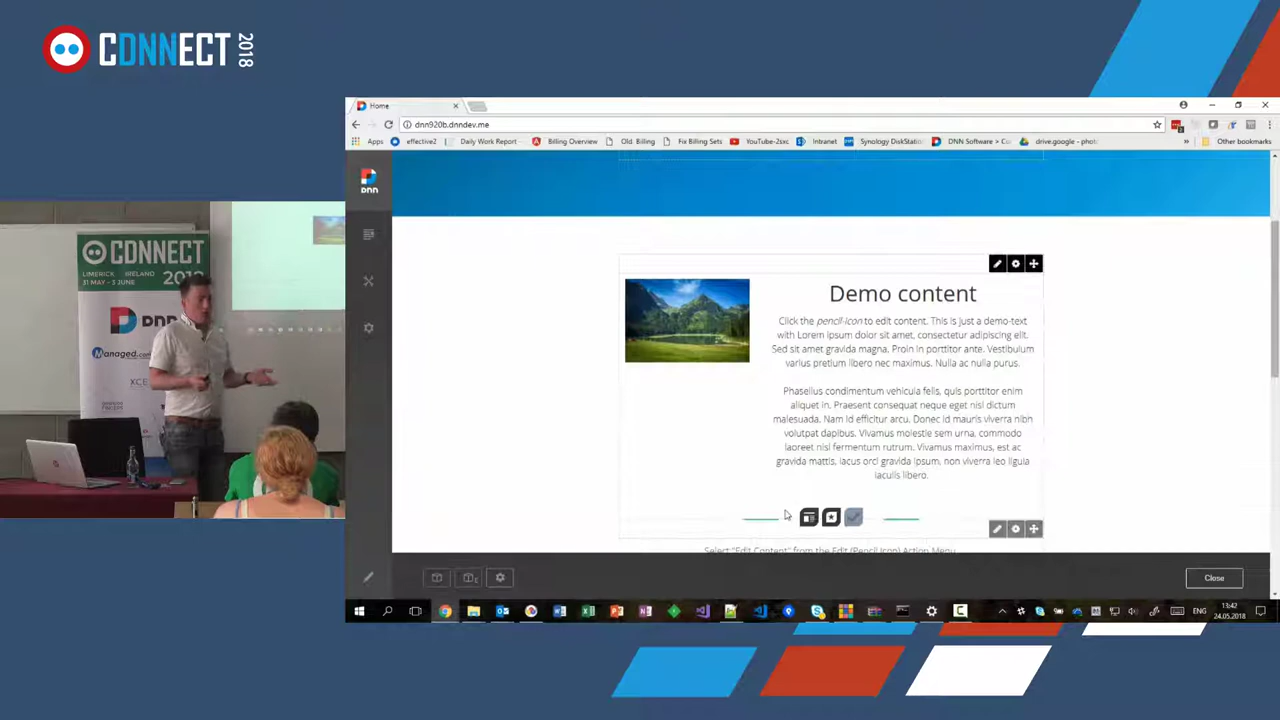 CDNNECT 2018
Home
dnn920b.dnndev.me
Apps effective2 Daily Work Report Billing Overview Old: Billing Fix Billing Sets YouTube-2sxc Intranet Synology DiskStation DNN Software > Cu drive.google - phot Other bookmarks
DNN
Demo content
Click the pencil-icon to edit content. This is just a demo-text
with Lorem ipsum dolor sit amet, consectetur adipiscing elit.
Sed sit amet gravida magna. Proin in porttitor ante. Vestibulum
varius pretium libero nec maximus. Nulla ac nulla purus.
Phasellus condimentum vehicula felis, quis porttitor enim
aliquet in. Praesent consequat neque eget nisi dictum
malesuada. Nam id efficitur arcu. Donec id mauris viverra nibh
volutpat dapibus. Vivamus molestie sem urna, commodo
laoreet nisl fermentum rutrum. Vivamus maximus, est ac
gravida mattis, lacus orci gravida ipsum, non viverra leo ligula
iaculis libero.
Select "Edit Content" from the Edit (Pencil Icon) Action Menu
Close
ENG
13:42
24.05.2018
CDNNECT
LIMERICK IRELAND
31 MAY - 3 JUNE
DNN
Managed.com
XCE